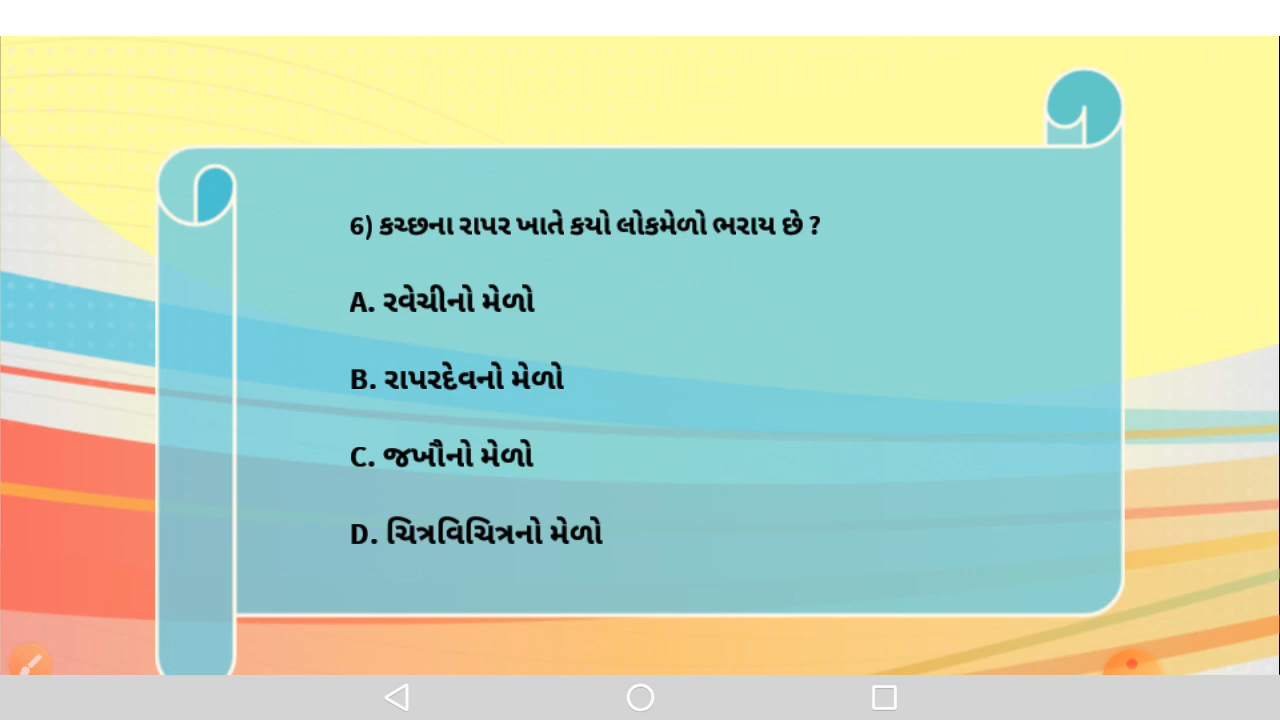 6) કચ્છના રાપર ખાતે કયો લોકમેળો ભરાય છે ?
A. રવેચીનો મેળો
B. રાપરદેવનો મેળો
C. જખૌનો મેળો
D. ચિત્રવિચિત્રનો મેળો